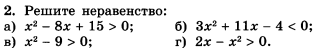 2. Решите неравенство:
а) x² − 8x + 15 > 0; б) 3x² + 11x − 4 < 0;
в) x² − 9 > 0; г) 2x − x² > 0.